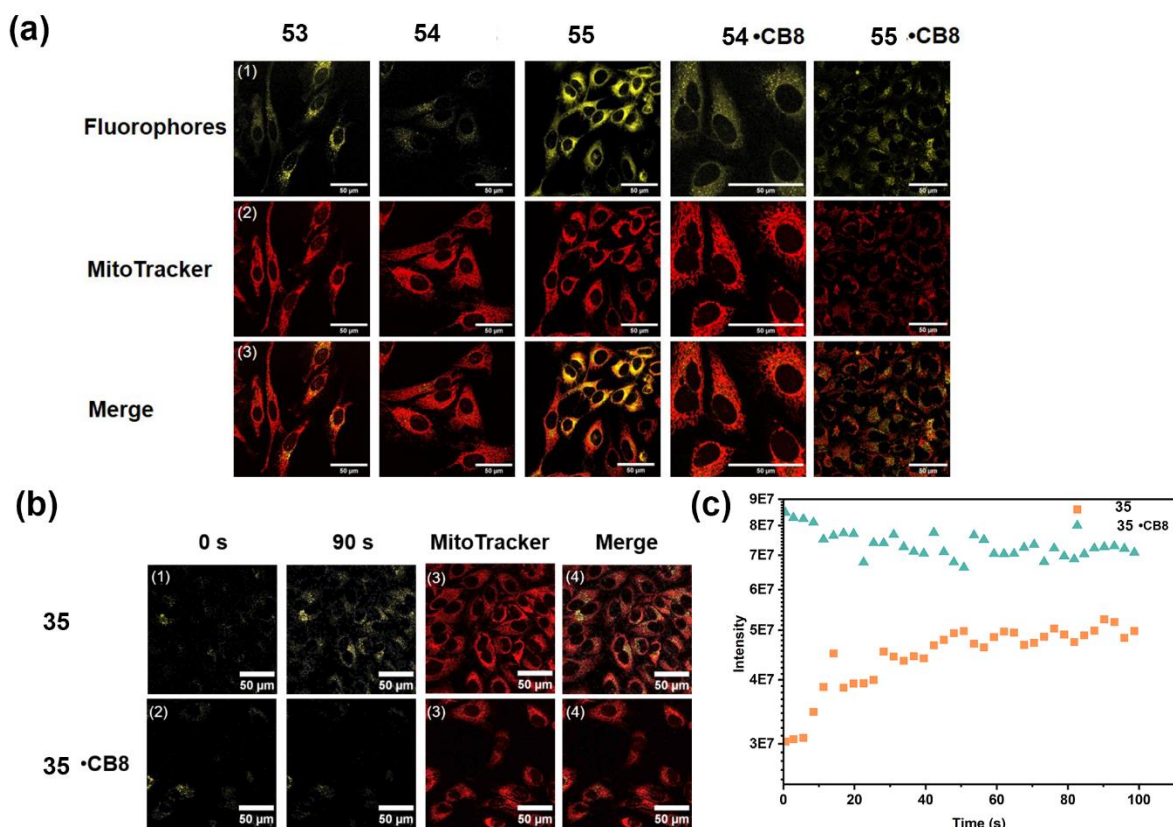 (a)
53 54 55 54 •CB8 55 •CB8
Fluorophores
(1)
50 μm 50 μm 50 μm 50 μm 50 μm
MitoTracker
(2)
50 μm 50 μm 50 μm 50 μm 50 μm
Merge
(3)
50 μm 50 μm 50 μm 50 μm 50 μm
(b)
0 s 90 s MitoTracker Merge
35
(1) (3) (4)
50 μm 50 μm 50 μm 50 μm
35 •CB8
(2) (3) (4)
50 μm 50 μm 50 μm 50 μm
(c)
9E7
8E7
7E7
6E7
5E7
4E7
3E7
Intensity
35
35 •CB8
0 20 40 60 80 100
Time (s)